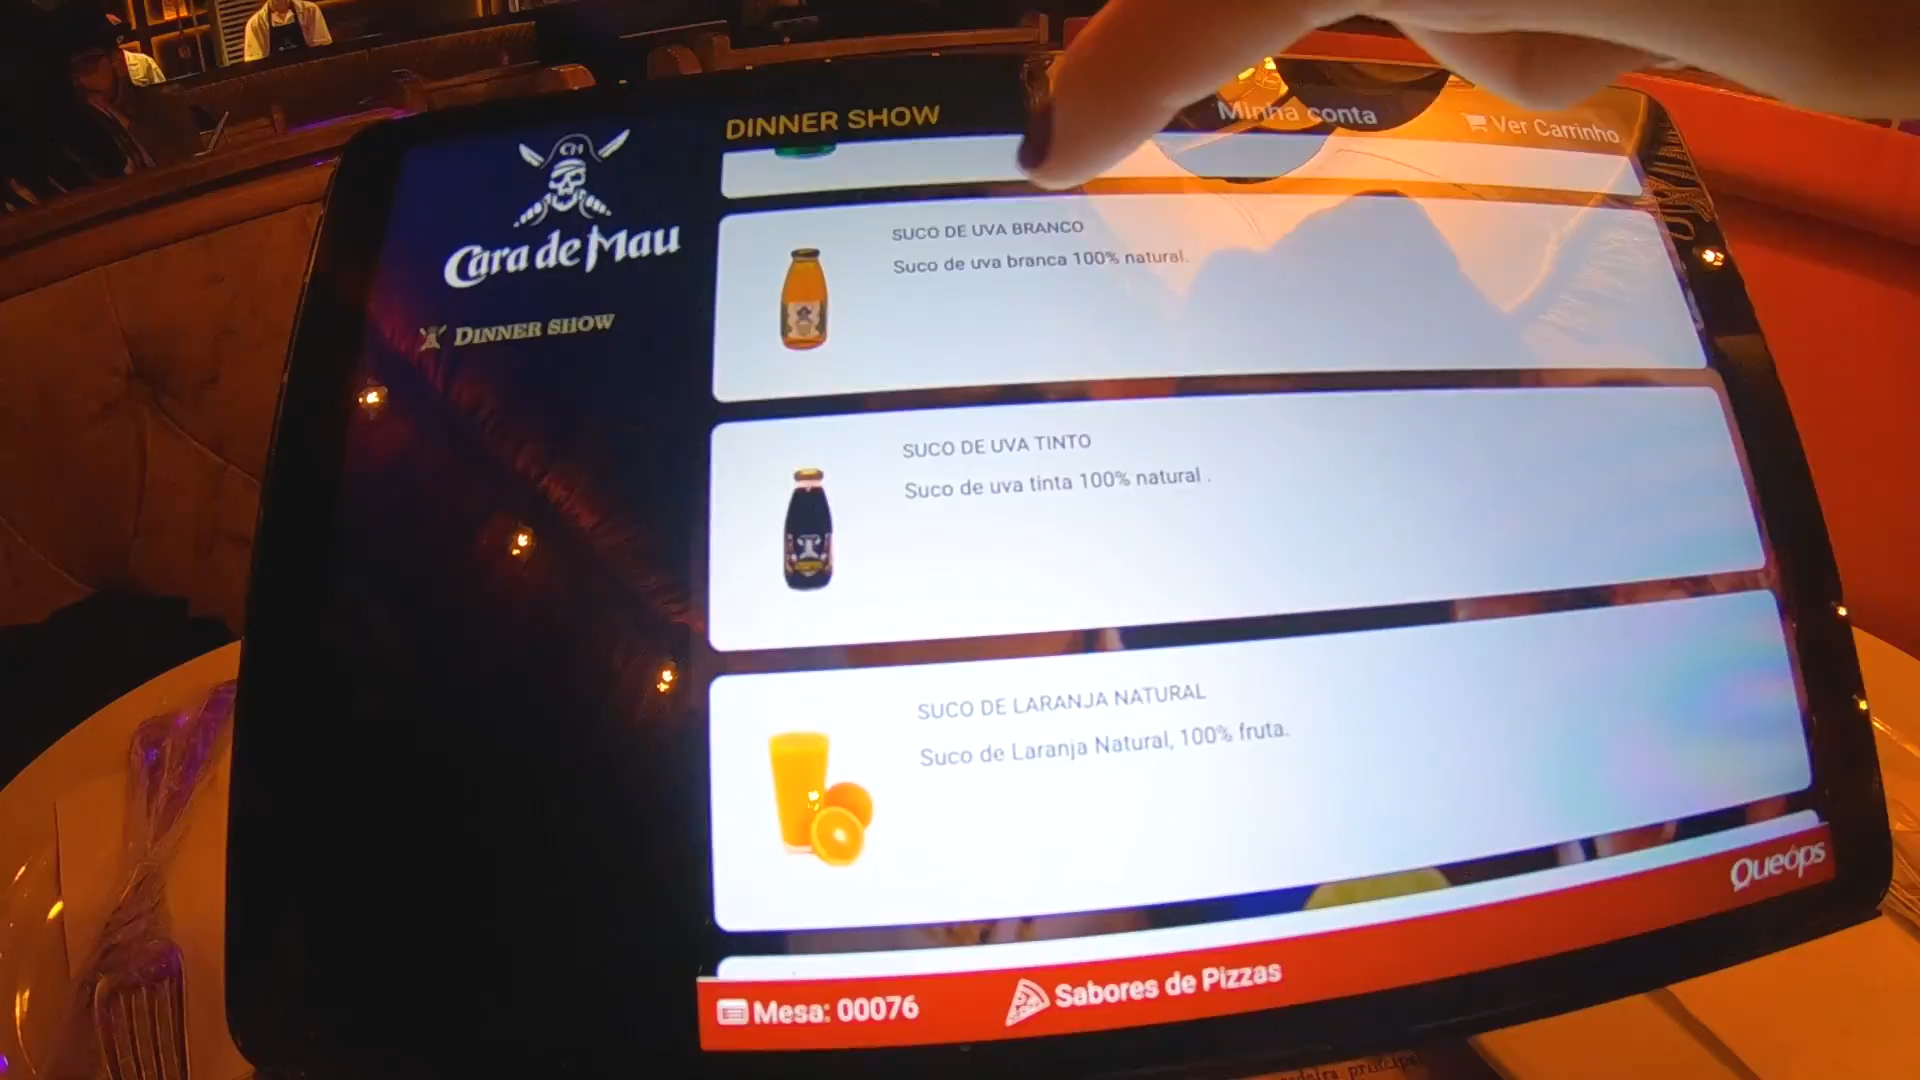 CM
Cara de Mau
DINNER SHOW
DINNER SHOW
Minha conta
Ver Carrinho
SUCO DE UVA BRANCO
Suco de uva branca 100% natural.
SUCO DE UVA TINTO
Suco de uva tinta 100% natural .
SUCO DE LARANJA NATURAL
Suco de Laranja Natural, 100% fruta.
Queóps
Mesa: 00076
Sabores de Pizzas